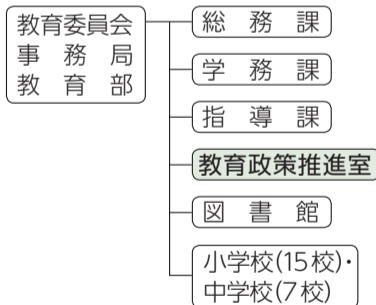 教育委員会
事務局
教育部
総務課
学務課
指導課
教育政策推進室
図書館
小学校(15校)・
中学校(7校)